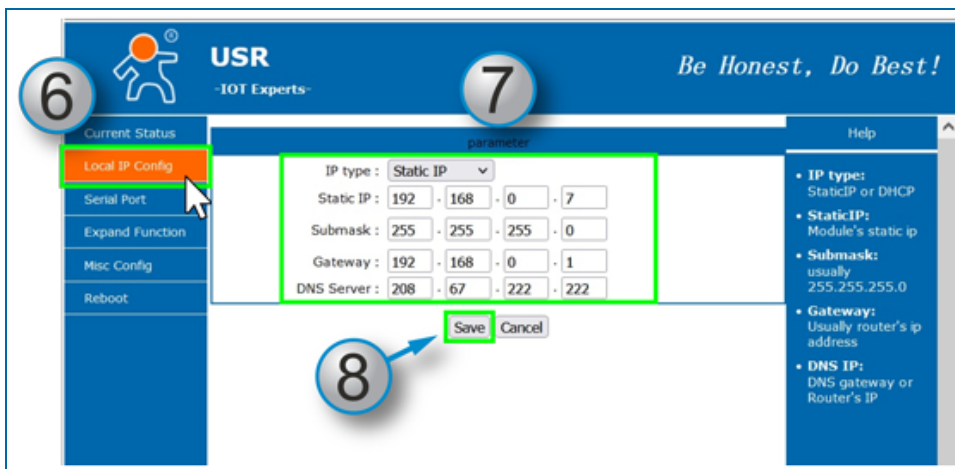 USR
-IOT Experts-
Be Honest, Do Best!
®
6
7
Current Status
Local IP Config
Serial Port
Expand Function
Misc Config
Reboot
parameter
IP type : Static IP
Static IP : 192 . 168 . 0 . 7
Submask : 255 . 255 . 255 . 0
Gateway : 192 . 168 . 0 . 1
DNS Server : 208 . 67 . 222 . 222
Save Cancel
8
Help
• IP type:
StaticIP or DHCP
• StaticIP:
Module's static ip
• Submask:
usually
255.255.255.0
• Gateway:
Usually router's ip
address
• DNS IP:
DNS gateway or
Router's IP